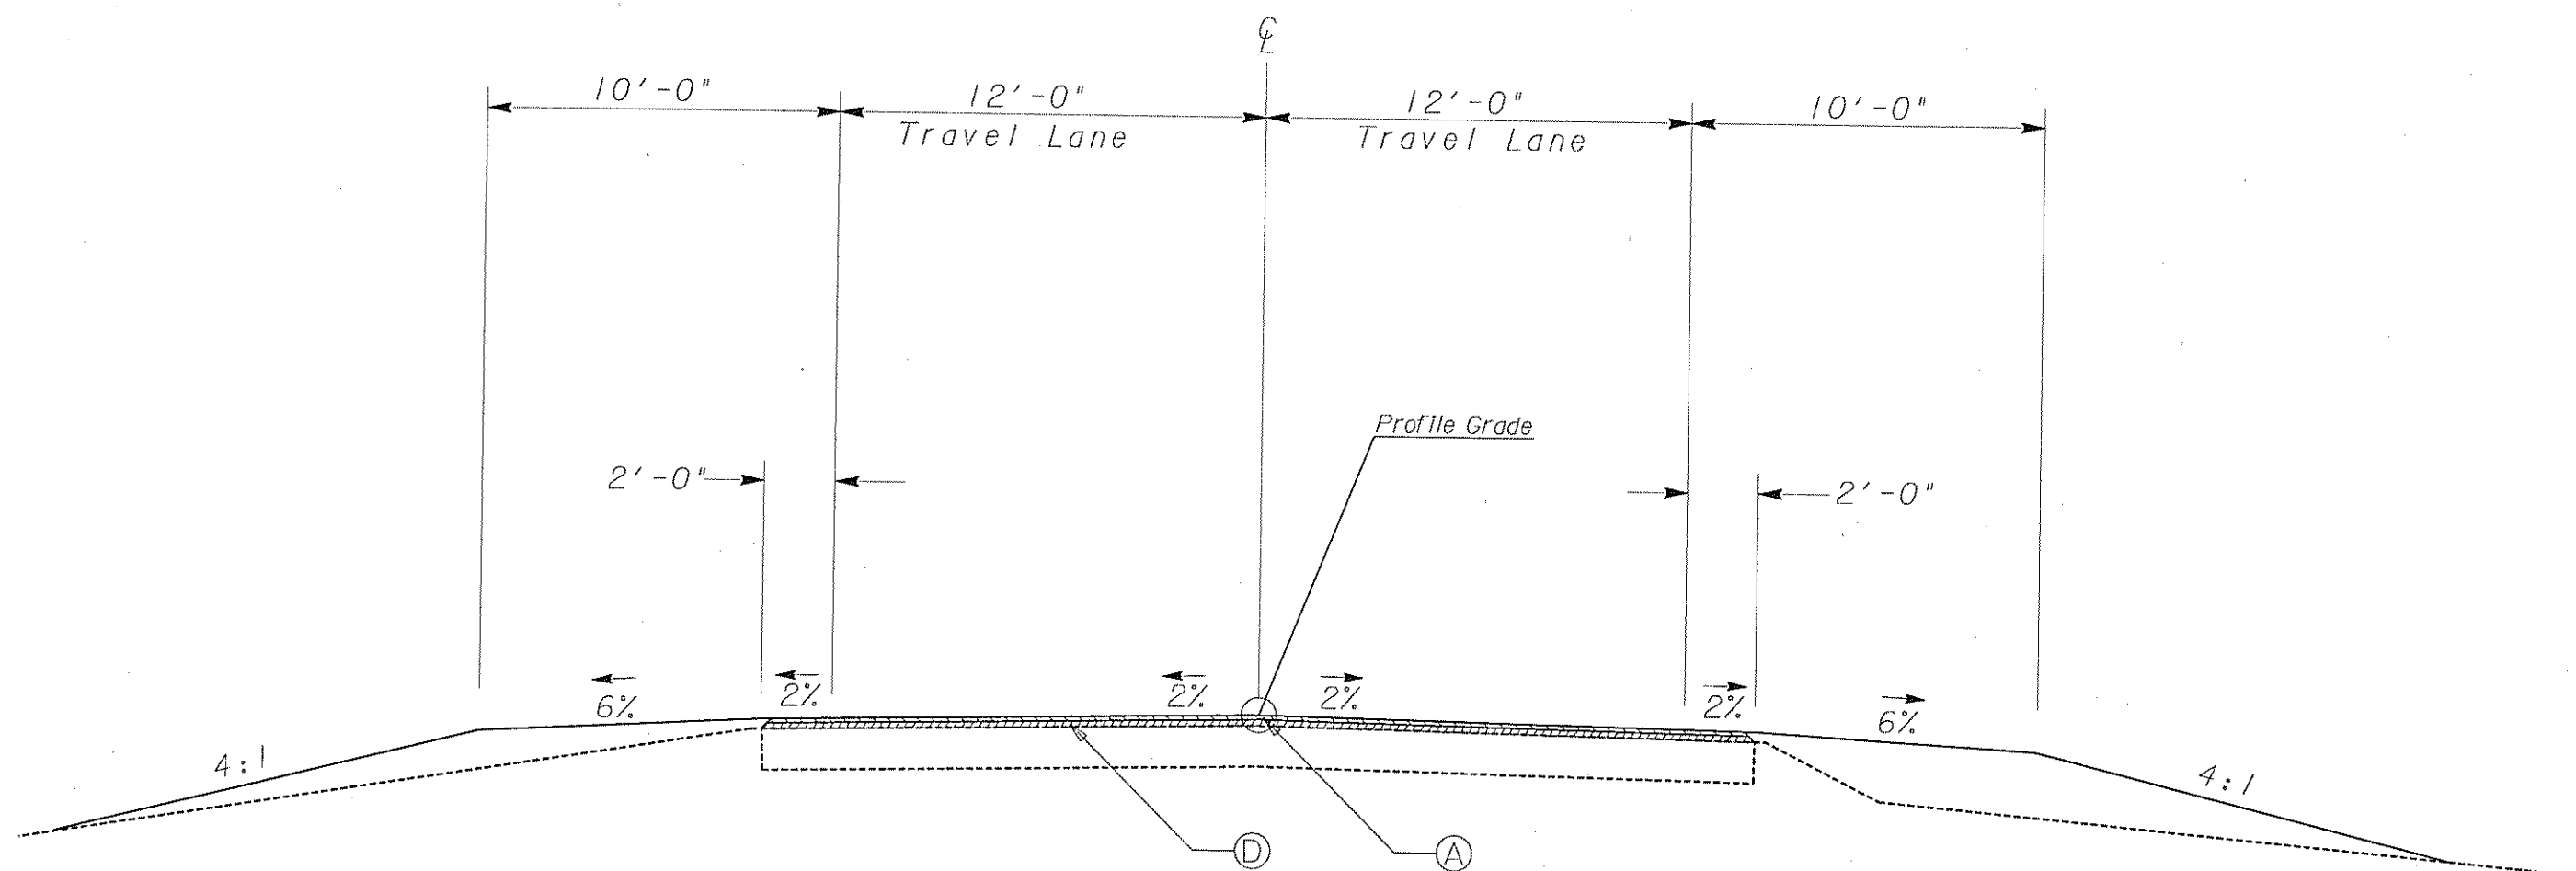 ℄
10'-0" 12'-0" 12'-0" 10'-0"
Travel Lane Travel Lane
Profile Grade
2'-0" 2'-0"
6% 2% 2% 2% 2% 6%
4:1 4:1
D A